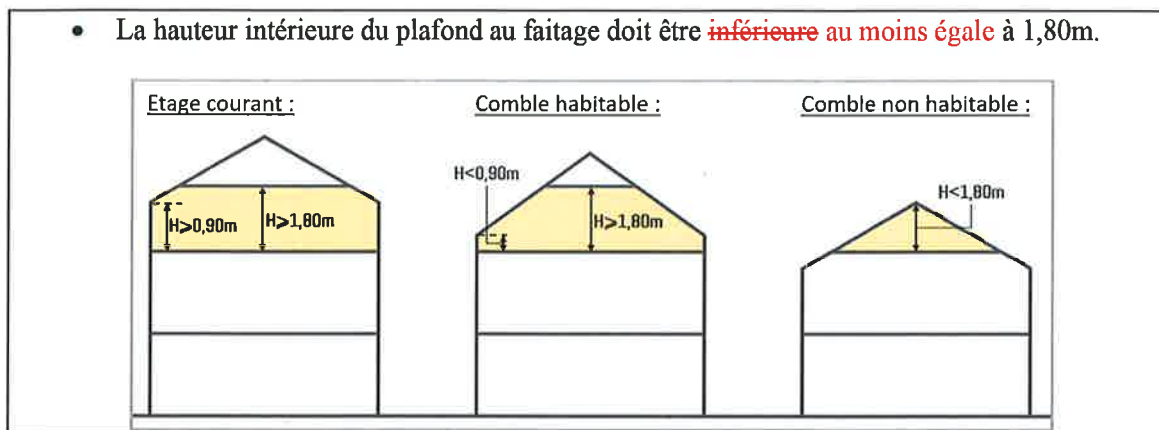 • La hauteur intérieure du plafond au faitage doit être inférieure au moins égale à 1,80m.
Etage courant :
Comble habitable :
Comble non habitable :
H<0,90m
H<1,80m
H⩾0,90m
H⩾1,80m
H⩾1,80m